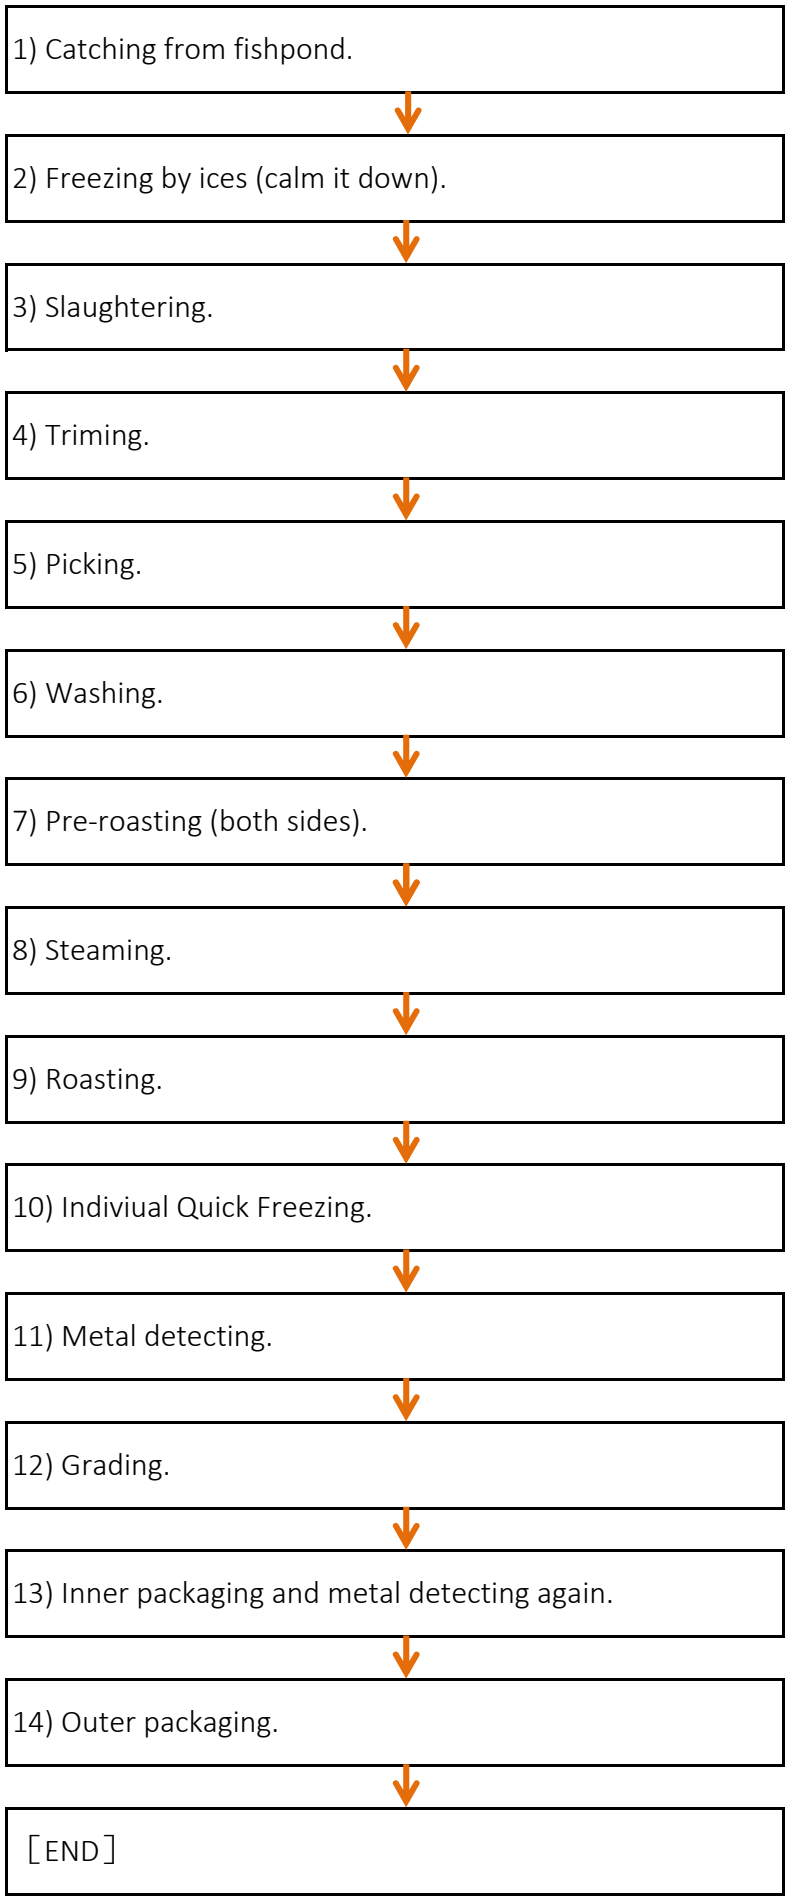 1) Catching from fishpond.
2) Freezing by ices (calm it down).
3) Slaughtering.
4) Triming.
5) Picking.
6) Washing.
7) Pre-roasting (both sides).
8) Steaming.
9) Roasting.
10) Indiviual Quick Freezing.
11) Metal detecting.
12) Grading.
13) Inner packaging and metal detecting again.
14) Outer packaging.
［END］